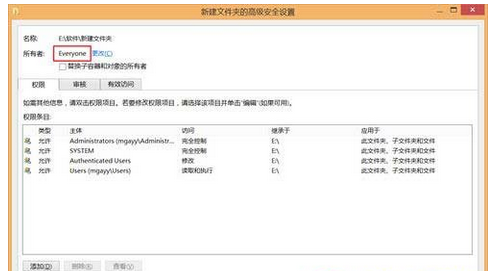 新建文件夹的高级安全设置
名称: E:\软件\新建文件夹
所有者: Everyone 更改(C)
替换子容器和对象的所有者
权限 审核 有效访问
如需其他信息，请双击权限项目。若要修改权限项目，请选择该项目并单击"编辑"(如果可用)。
权限条目:
类型 主体 访问 继承于 应用于
允许 Administrators (mgayy\Administr... 完全控制 E:\ 此文件夹、子文件夹和文件
允许 SYSTEM 完全控制 E:\ 此文件夹、子文件夹和文件
允许 Authenticated Users 修改 E:\ 此文件夹、子文件夹和文件
允许 Users (mgayy\Users) 读取和执行 E:\ 此文件夹、子文件夹和文件
添加(D) 删除(R) 查看(V)